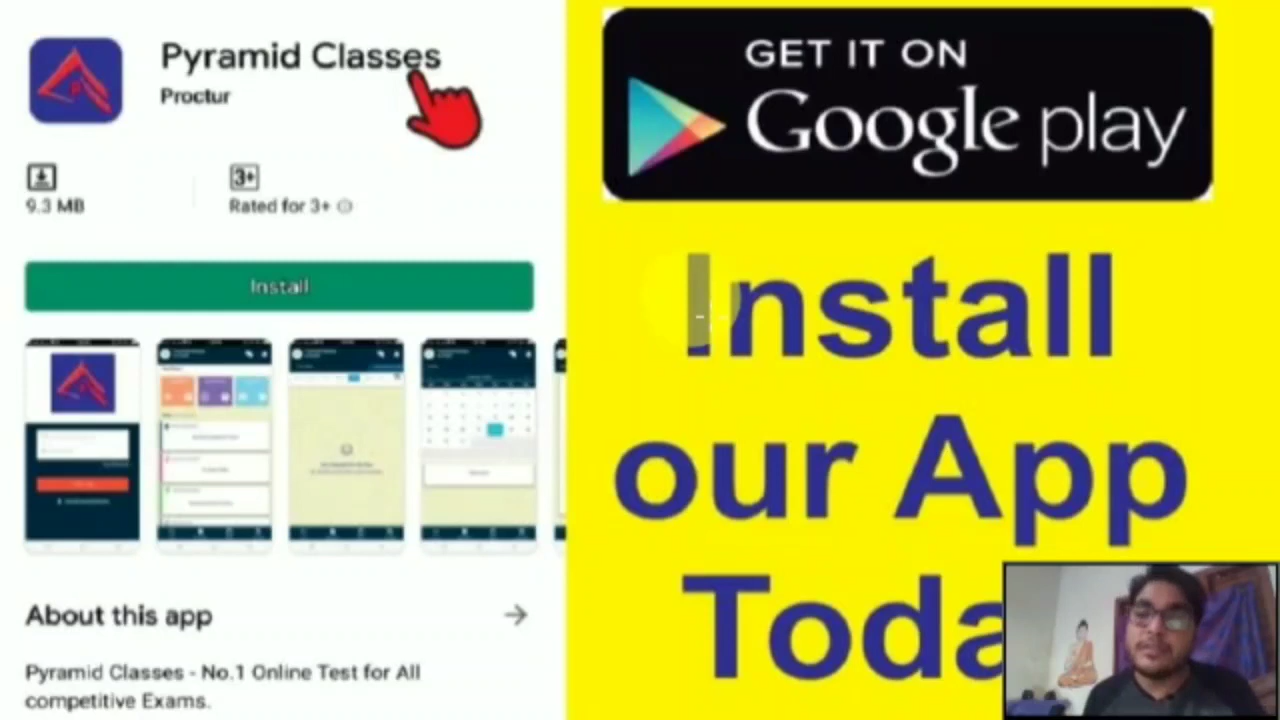 Pyramid Classes
Proctur
3+
9.3 MB
Rated for 3+
Install
About this app
Pyramid Classes - No.1 Online Test for All
competitive Exams.
GET IT ON
Google play
Install
our App
Toda